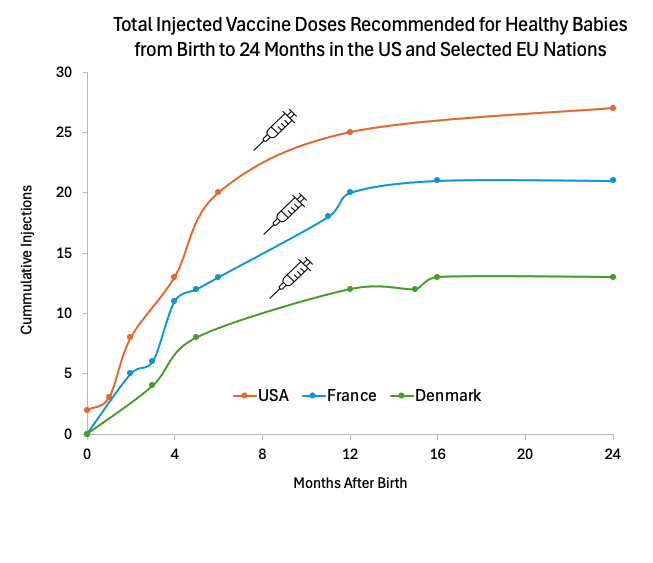 Total Injected Vaccine Doses Recommended for Healthy Babies
from Birth to 24 Months in the US and Selected EU Nations
30
25
20
15
10
5
0
Cummulative Injections
USA France Denmark
0 4 8 12 16 20 24
Months After Birth